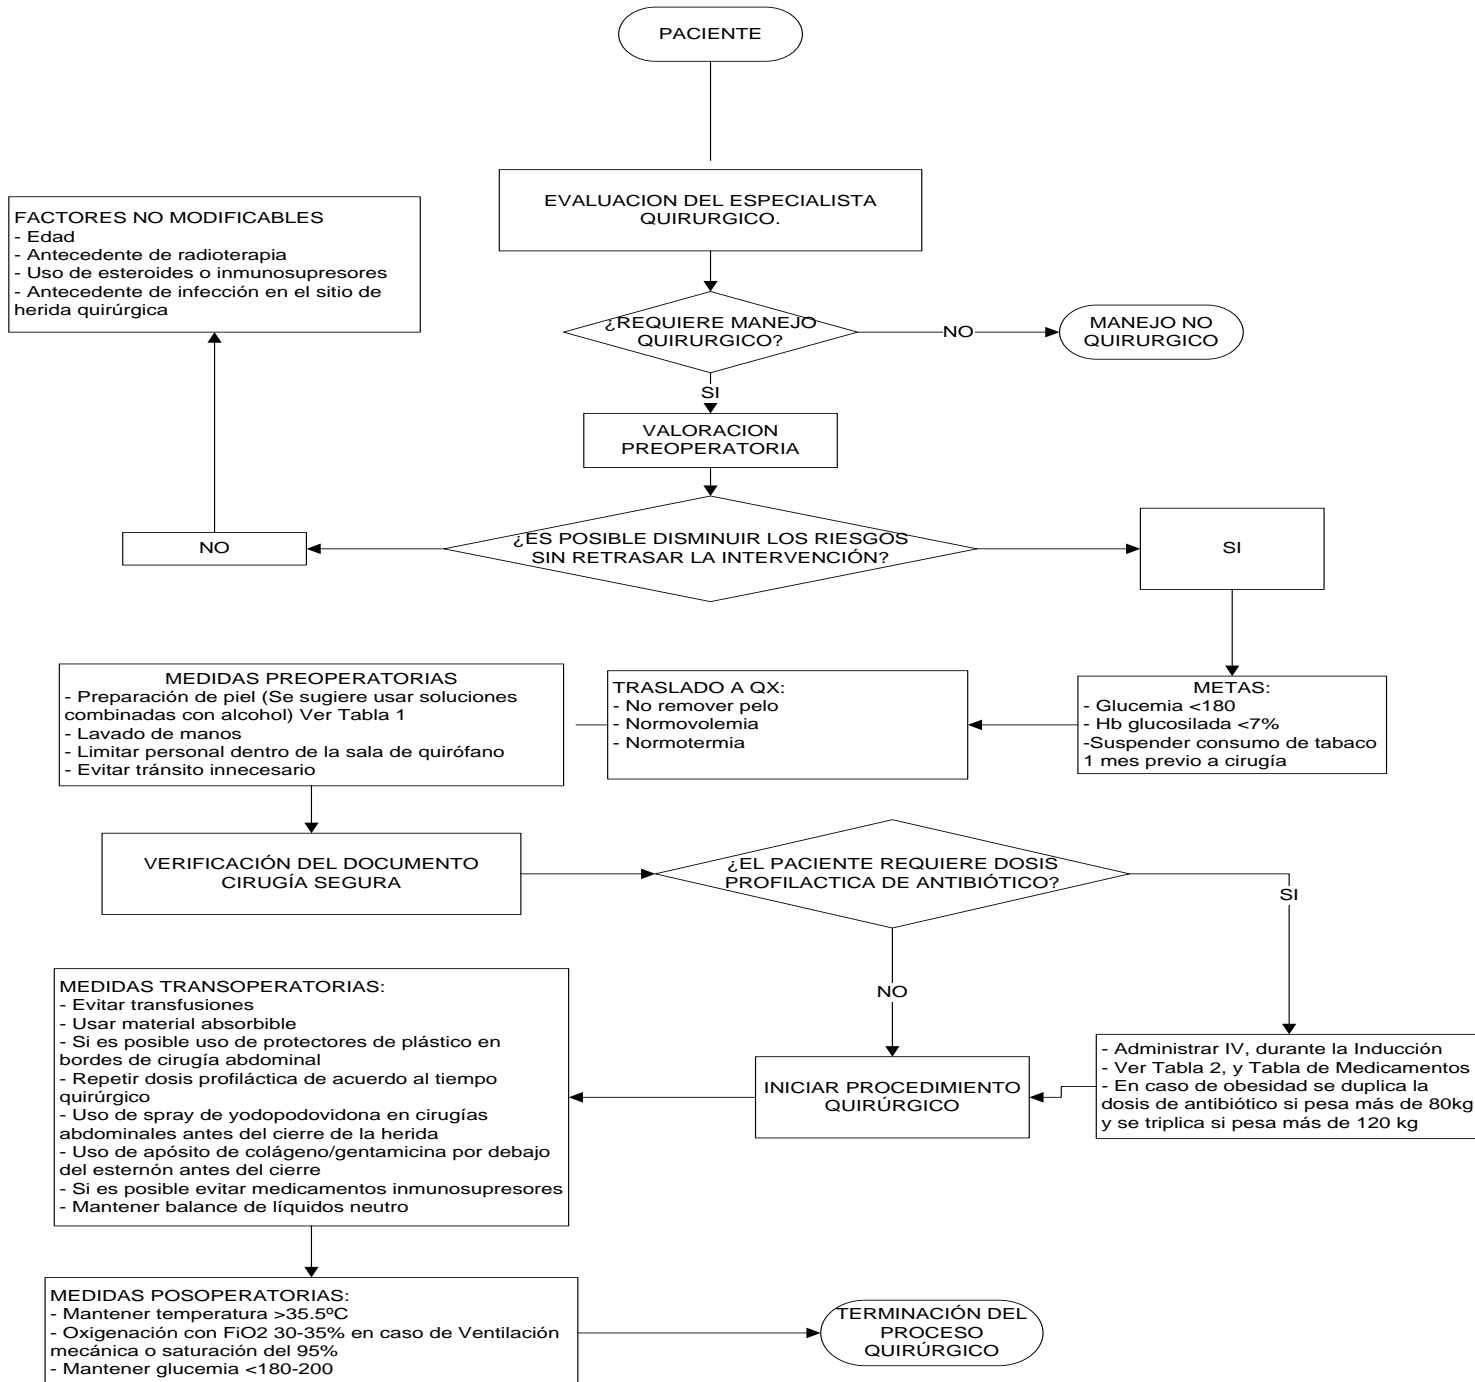 PACIENTE
EVALUACION DEL ESPECIALISTA
QUIRURGICO.
FACTORES NO MODIFICABLES
- Edad
- Antecedente de radioterapia
- Uso de esteroides o inmunosupresores
- Antecedente de infección en el sitio de
herida quirúrgica
¿REQUIERE MANEJO
QUIRURGICO?
NO
MANEJO NO
QUIRURGICO
SI
VALORACION
PREOPERATORIA
¿ES POSIBLE DISMINUIR LOS RIESGOS
SIN RETRASAR LA INTERVENCIÓN?
NO
SI
METAS:
- Glucemia <180
- Hb glucosilada <7%
-Suspender consumo de tabaco
1 mes previo a cirugía
TRASLADO A QX:
- No remover pelo
- Normovolemia
- Normotermia
MEDIDAS PREOPERATORIAS
- Preparación de piel (Se sugiere usar soluciones
combinadas con alcohol) Ver Tabla 1
- Lavado de manos
- Limitar personal dentro de la sala de quirófano
- Evitar tránsito innecesario
VERIFICACIÓN DEL DOCUMENTO
CIRUGÍA SEGURA
¿EL PACIENTE REQUIERE DOSIS
PROFILACTICA DE ANTIBIÓTICO?
SI
NO
- Administrar IV, durante la Inducción
- Ver Tabla 2, y Tabla de Medicamentos
- En caso de obesidad se duplica la
dosis de antibiótico si pesa más de 80kg
y se triplica si pesa más de 120 kg
INICIAR PROCEDIMIENTO
QUIRÚRGICO
MEDIDAS TRANSOPERATORIAS:
- Evitar transfusiones
- Usar material absorbible
- Si es posible uso de protectores de plástico en
bordes de cirugía abdominal
- Repetir dosis profiláctica de acuerdo al tiempo
quirúrgico
- Uso de spray de yodopodovidona en cirugías
abdominales antes del cierre de la herida
- Uso de apósito de colágeno/gentamicina por debajo
del esternón antes del cierre
- Si es posible evitar medicamentos inmunosupresores
- Mantener balance de líquidos neutro
MEDIDAS POSOPERATORIAS:
- Mantener temperatura >35.5ºC
- Oxigenación con FiO2 30-35% en caso de Ventilación
mecánica o saturación del 95%
- Mantener glucemia <180-200
TERMINACIÓN DEL
PROCESO
QUIRÚRGICO